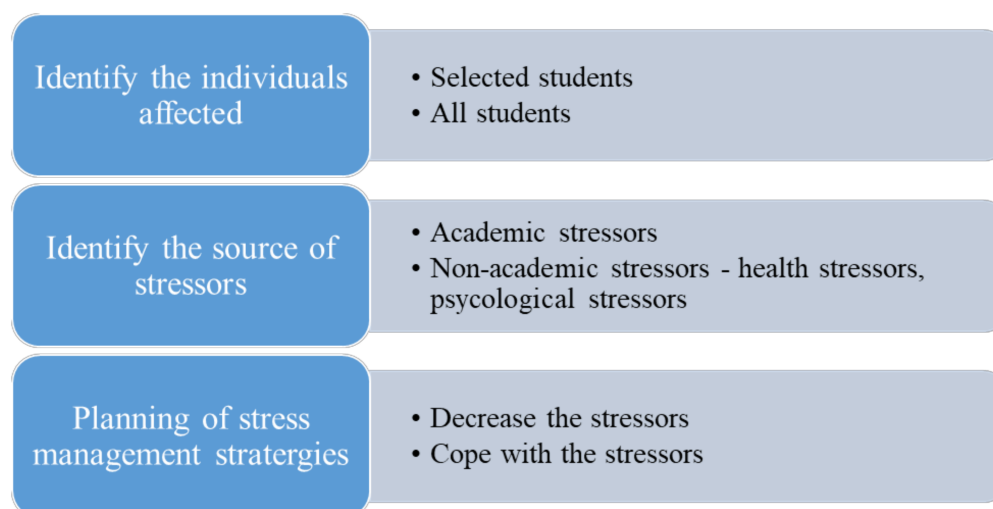 Identify the individuals
affected
• Selected students
• All students
Identify the source of
stressors
• Academic stressors
• Non-academic stressors - health stressors,
psycological stressors
Planning of stress
management stratergies
• Decrease the stressors
• Cope with the stressors